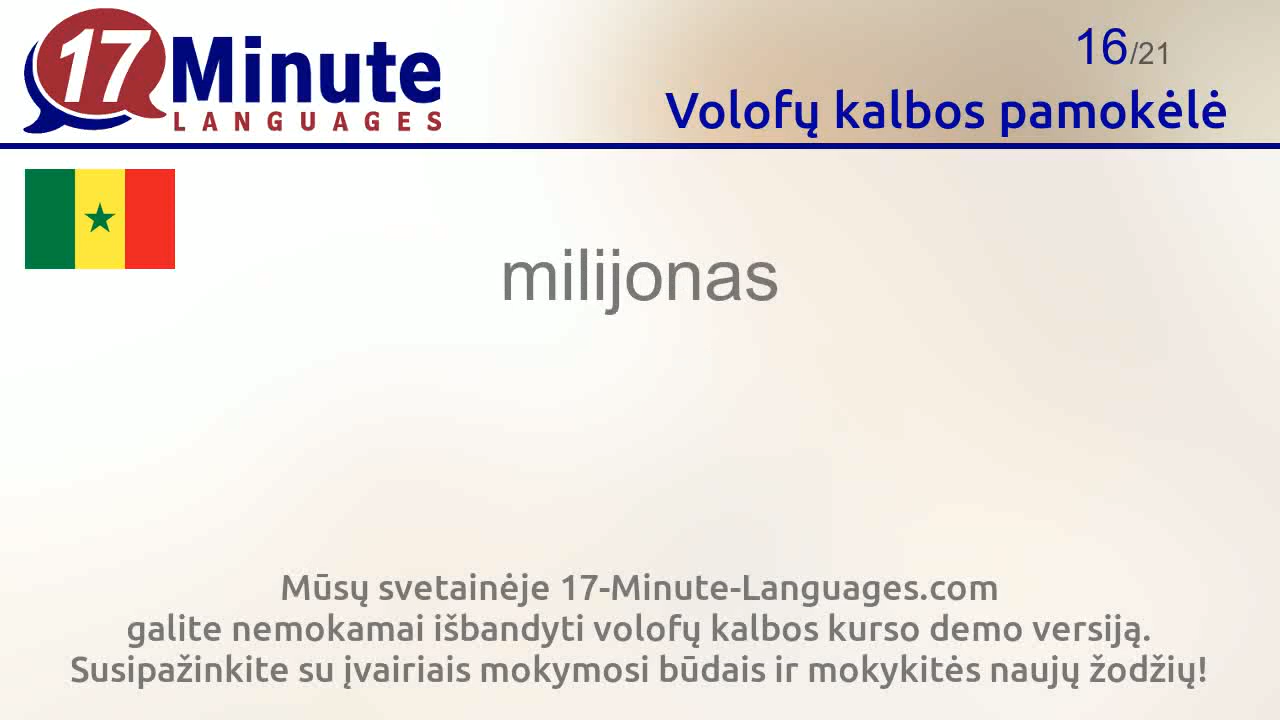 17 Minute
LANGUAGES
16/21
Volofų kalbos pamokėlė
milijonas
Mūsų svetainėje 17-Minute-Languages.com
galite nemokamai išbandyti volofų kalbos kurso demo versiją.
Susipažinkite su įvairiais mokymosi būdais ir mokykitės naujų žodžių!